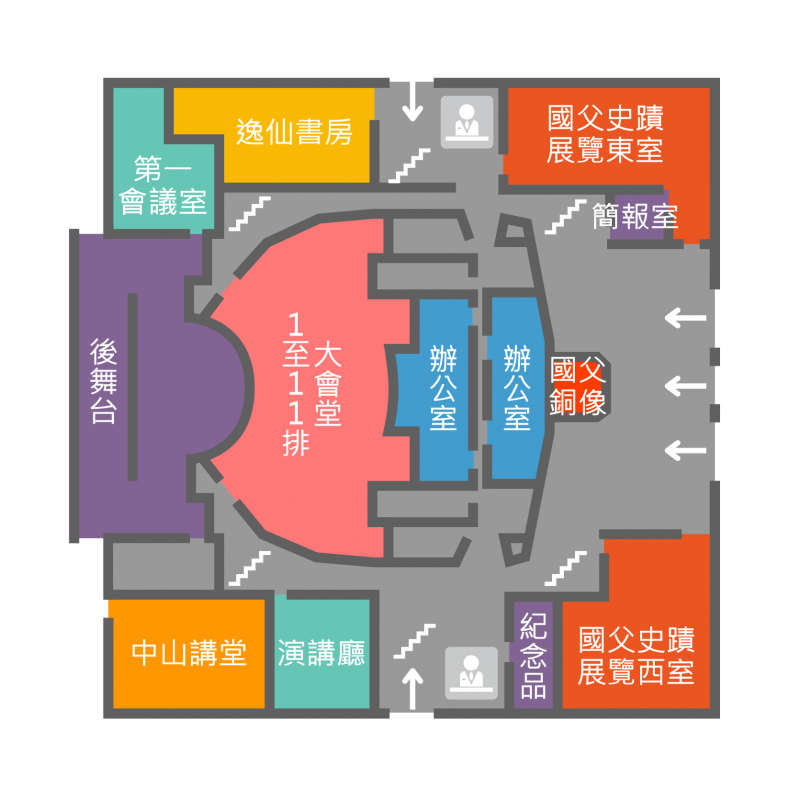 逸仙書房
國父史蹟
展覽東室
第一
會議室
簡報室
後舞台
大會堂
1至11排
辦公室
辦公室
國父
銅像
中山講堂
演講廳
紀念品
國父史蹟
展覽西室